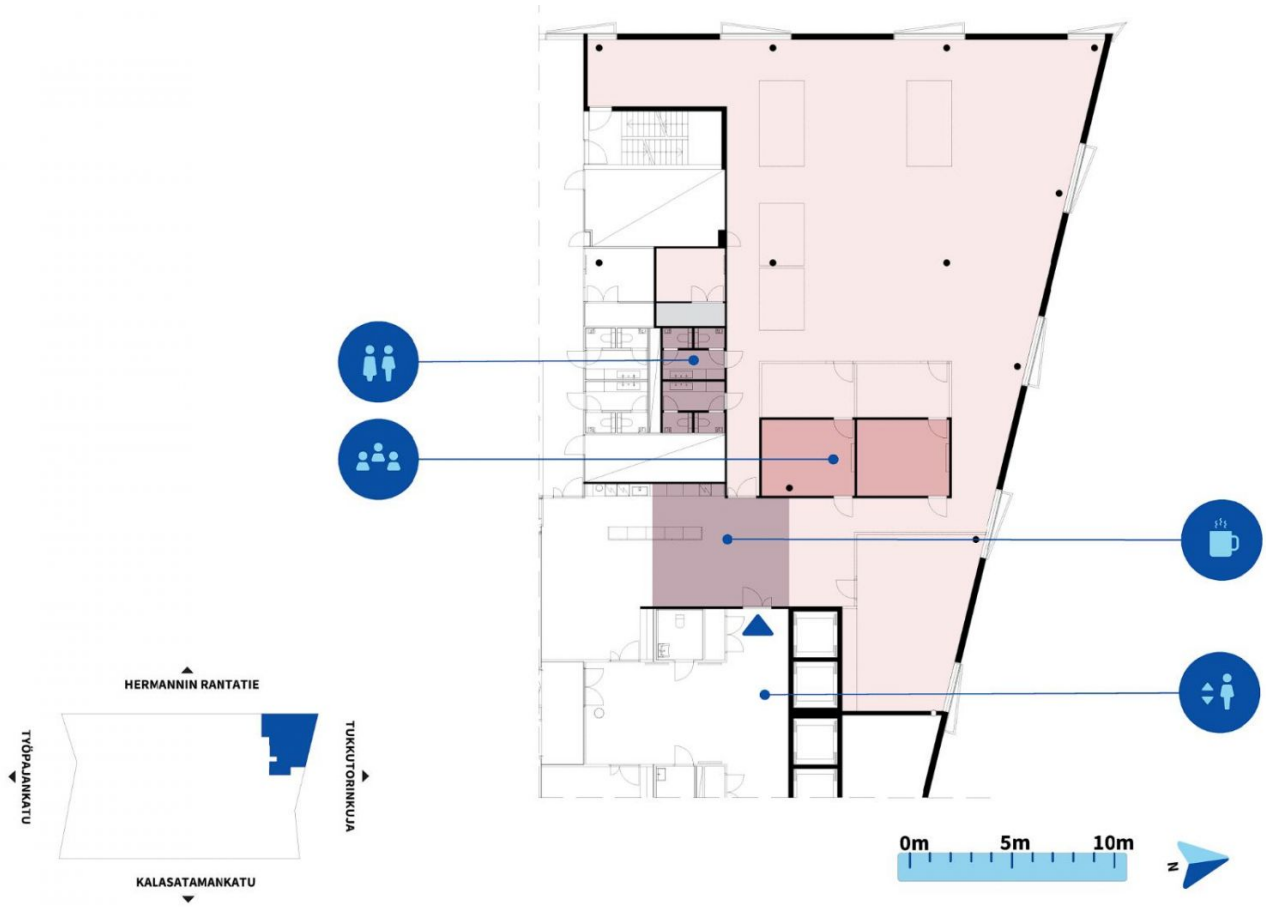 HERMANNIN RANTATIE
TYÖPAJANKATU
TUKKUTORINKUJA
KALASATAMANKATU
0m 5m 10m
N